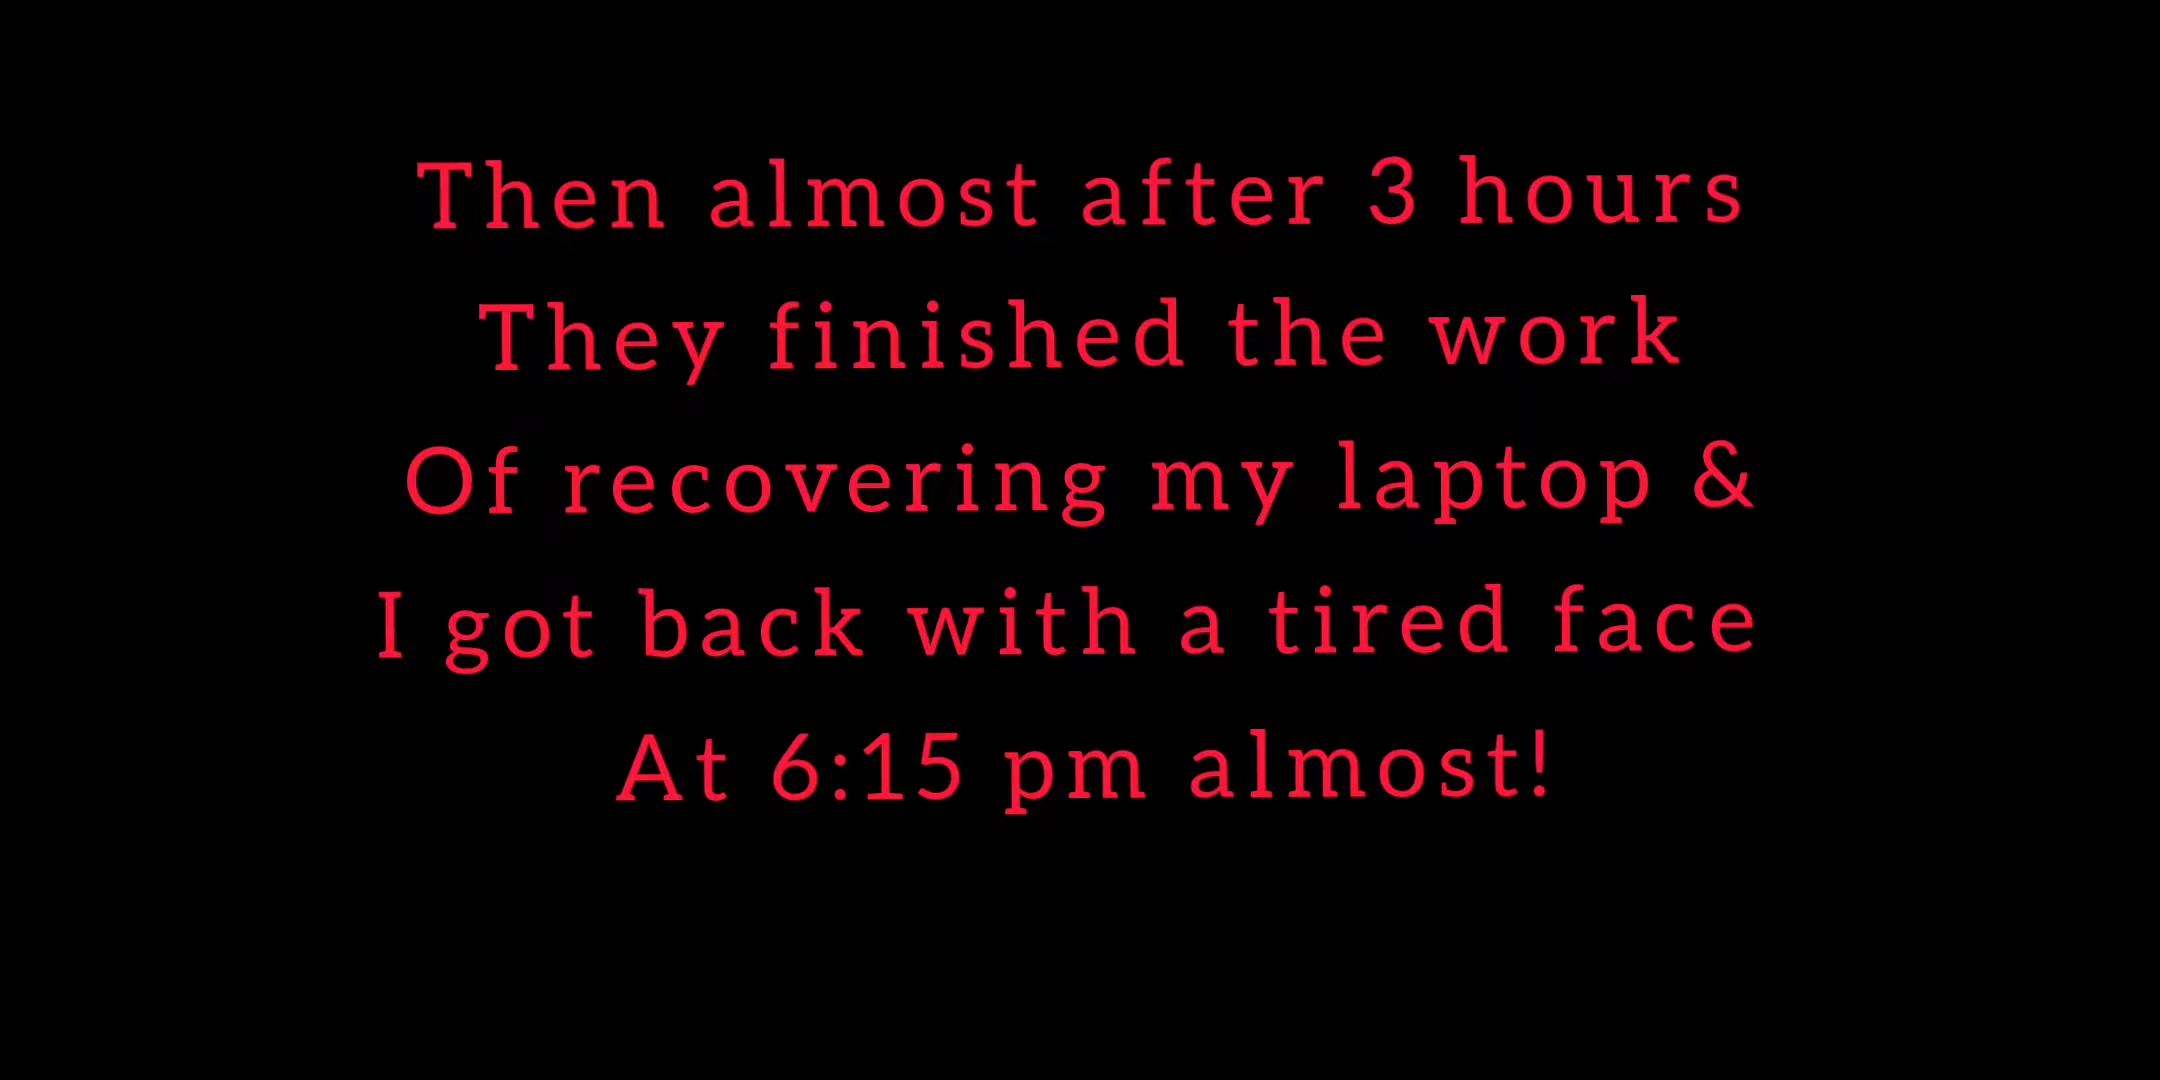 Then almost after 3 hours
They finished the work
Of recovering my laptop &
I got back with a tired face
At 6:15 pm almost!